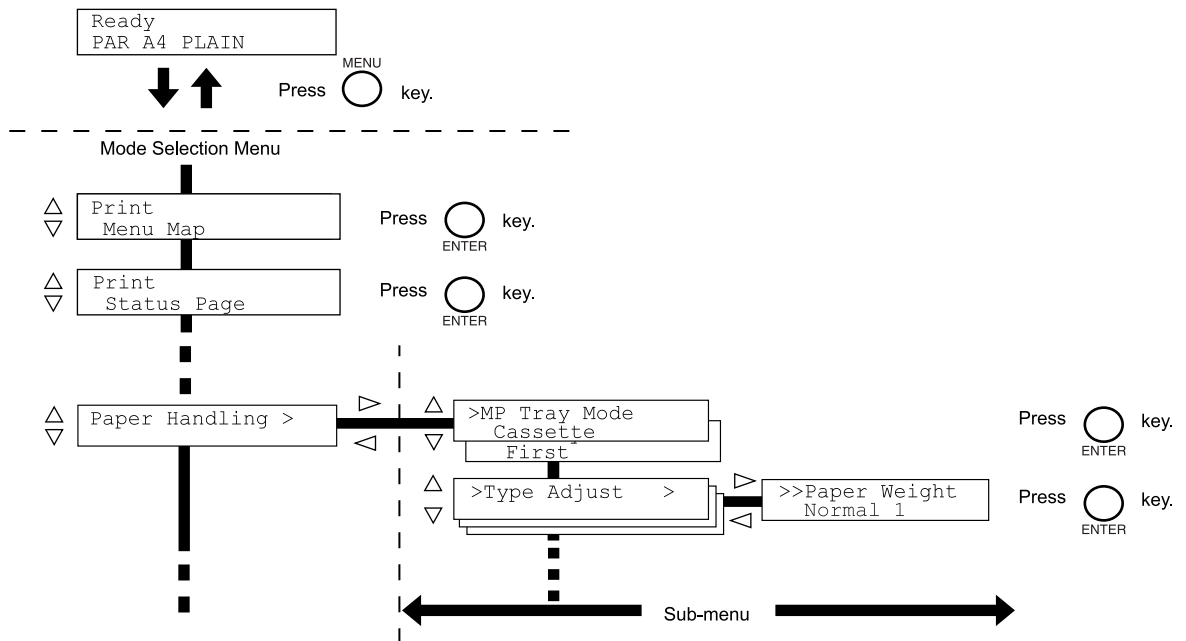 Ready
PAR A4 PLAIN
MENU
Press key.
Mode Selection Menu
Print
Menu Map
Press key.
ENTER
Print
Status Page
Press key.
ENTER
Paper Handling >
>MP Tray Mode
Cassette
First
Press key.
ENTER
>Type Adjust >
>>Paper Weight
Normal 1
Press key.
ENTER
Sub-menu